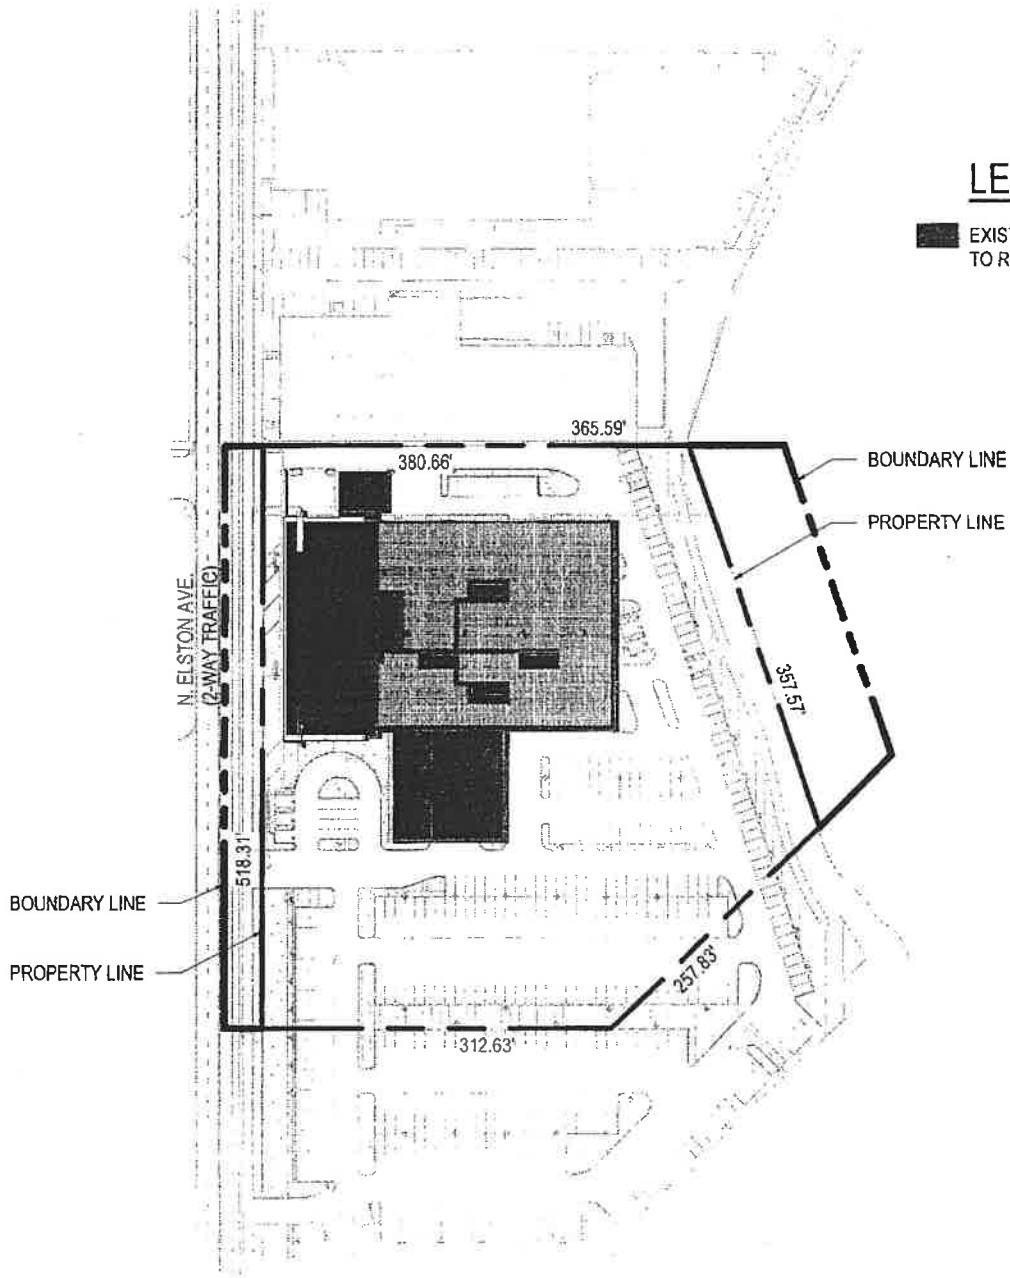 LE
EXIS
TO R
365.59'
380.66'
BOUNDARY LINE
PROPERTY LINE
N. ELSTON AVE.
(2-WAY TRAFFIC)
357.57'
518.31'
BOUNDARY LINE
PROPERTY LINE
257.83'
312.63'